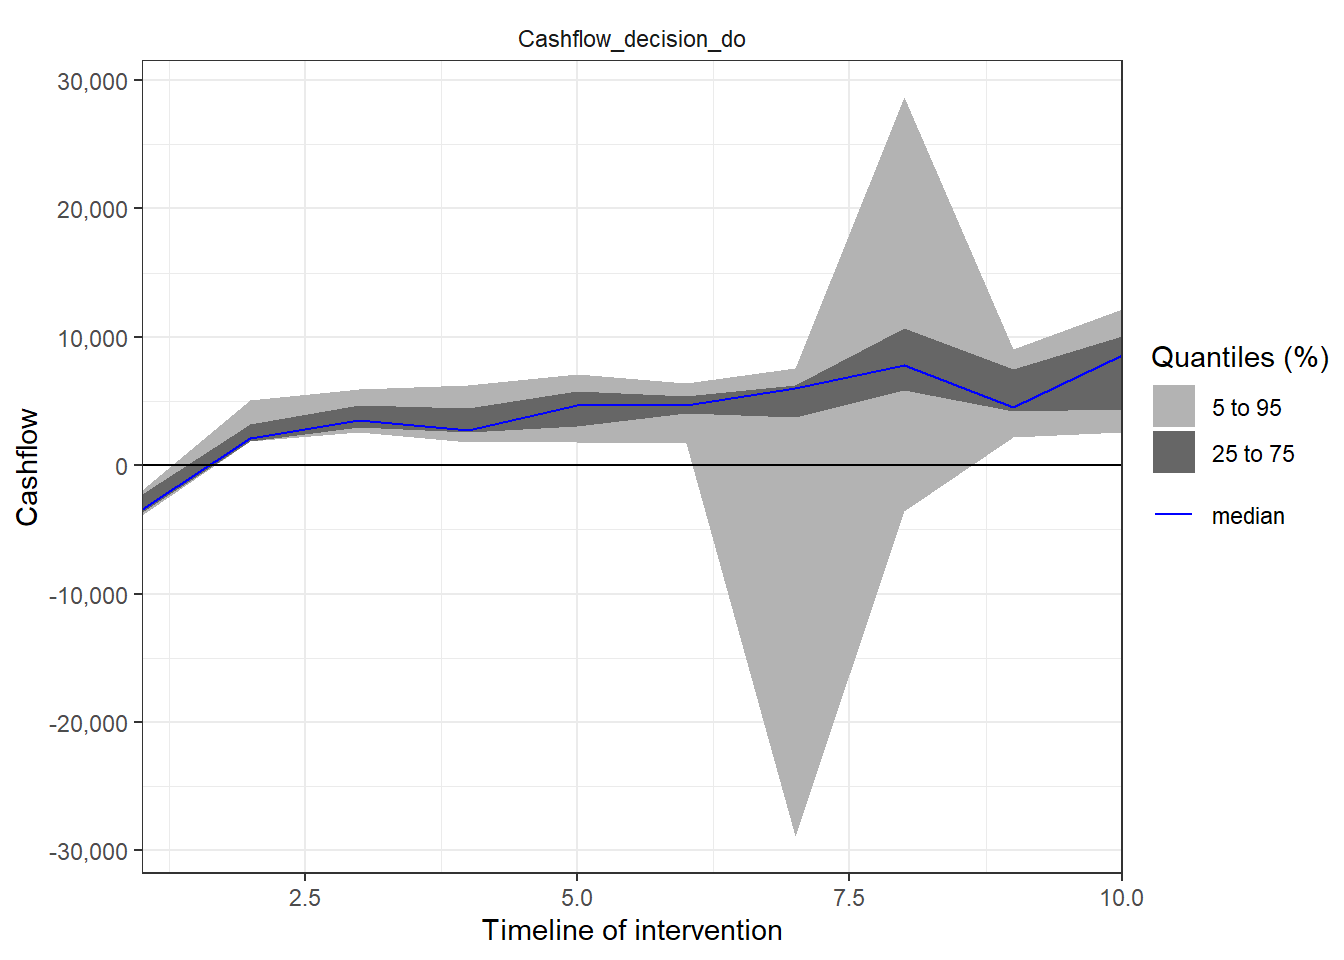 Cashflow_decision_do
30,000
20,000
10,000
0
-10,000
-20,000
-30,000
Cashflow
2.5 5.0 7.5 10.0
Timeline of intervention
Quantiles (%)
5 to 95
25 to 75
median